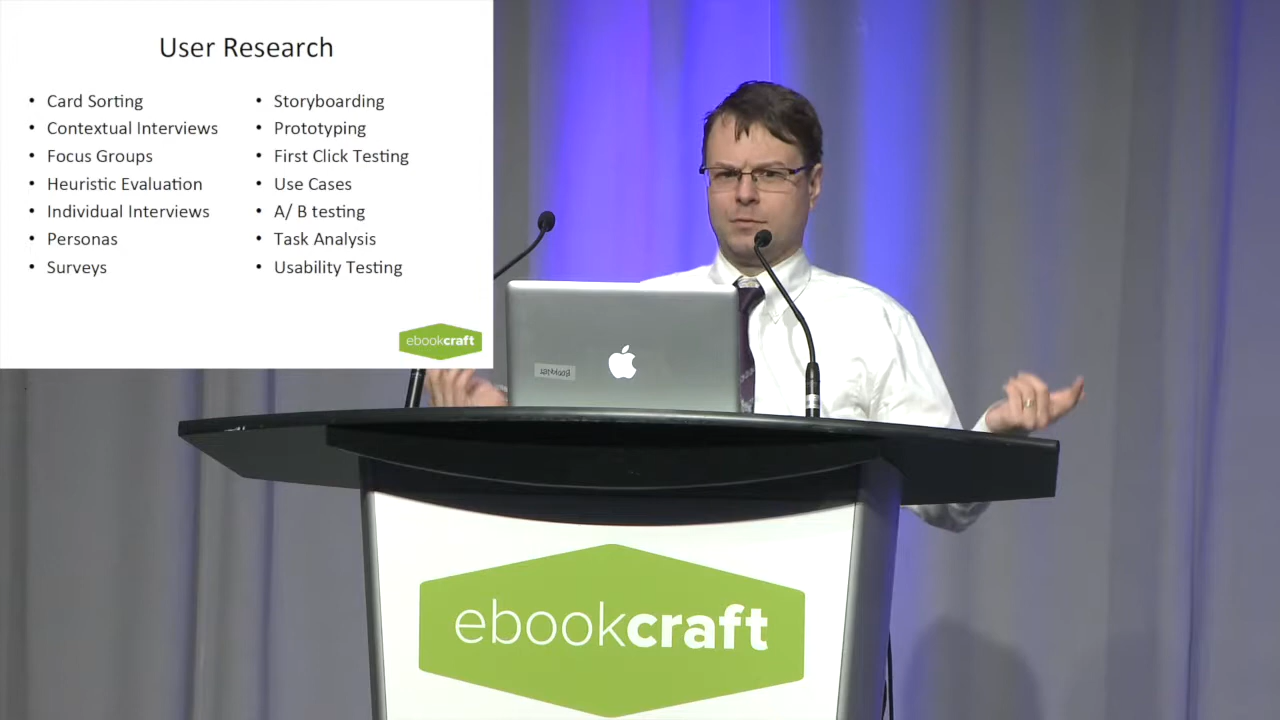 User Research
• Card Sorting
• Contextual Interviews
• Focus Groups
• Heuristic Evaluation
• Individual Interviews
• Personas
• Surveys
• Storyboarding
• Prototyping
• First Click Testing
• Use Cases
• A/ B testing
• Task Analysis
• Usability Testing
ebookcraft
ebookcraft